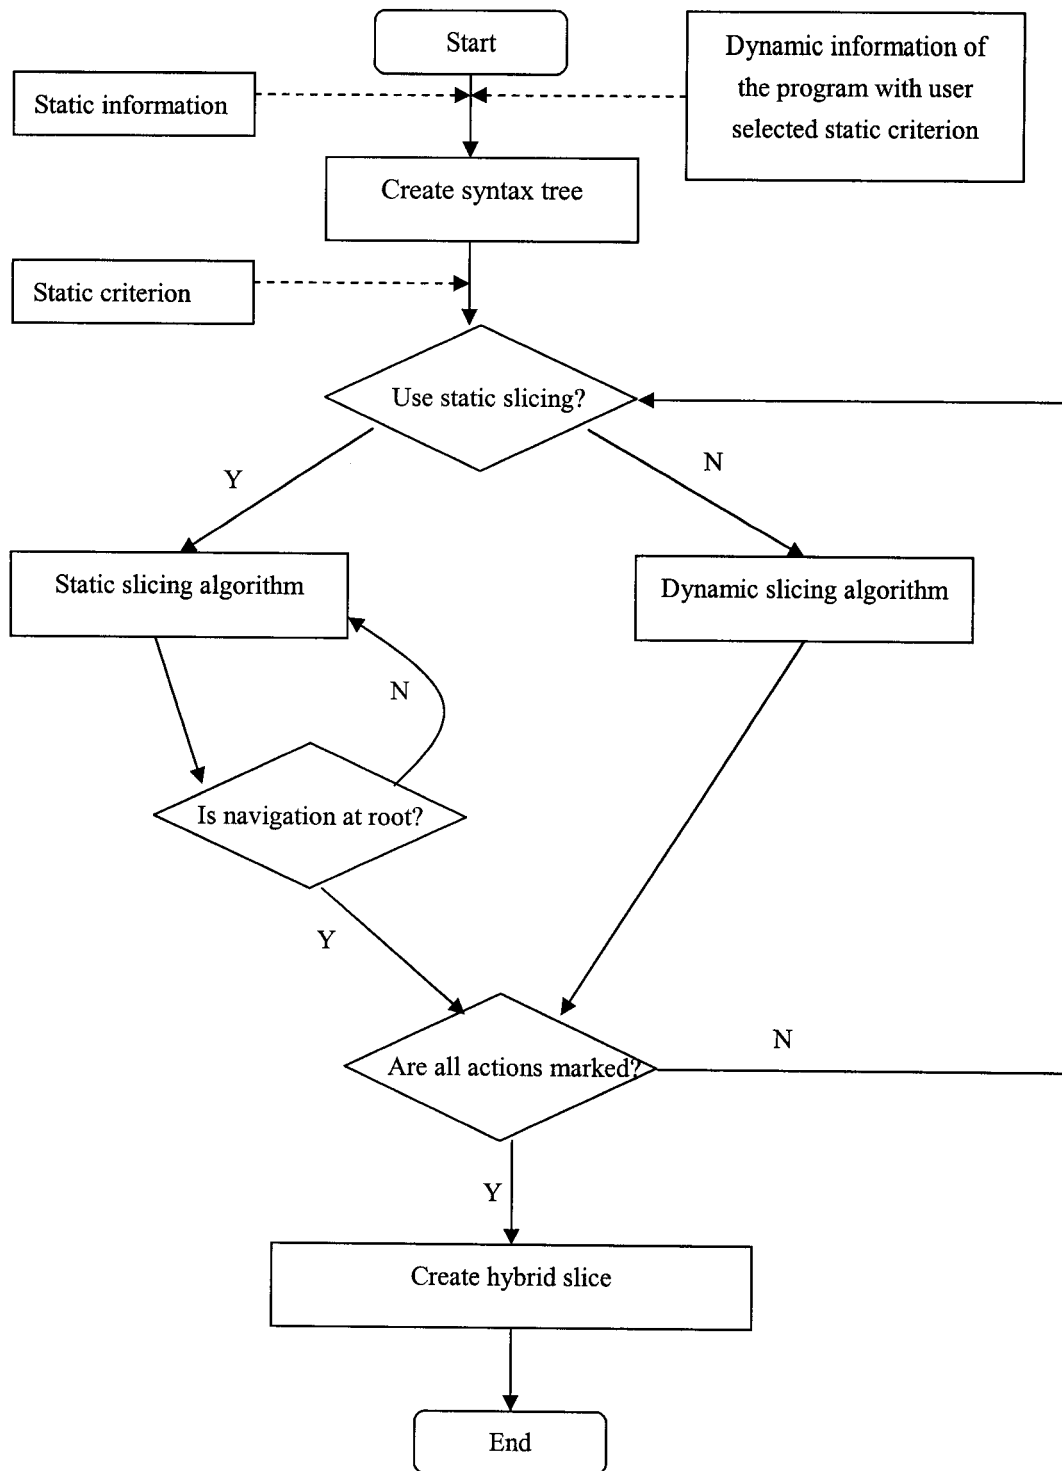 Start
Dynamic information of
the program with user
selected static criterion
Static information
Create syntax tree
Static criterion
Use static slicing?
Y
N
Static slicing algorithm
Dynamic slicing algorithm
N
Is navigation at root?
Y
N
Are all actions marked?
Y
Create hybrid slice
End